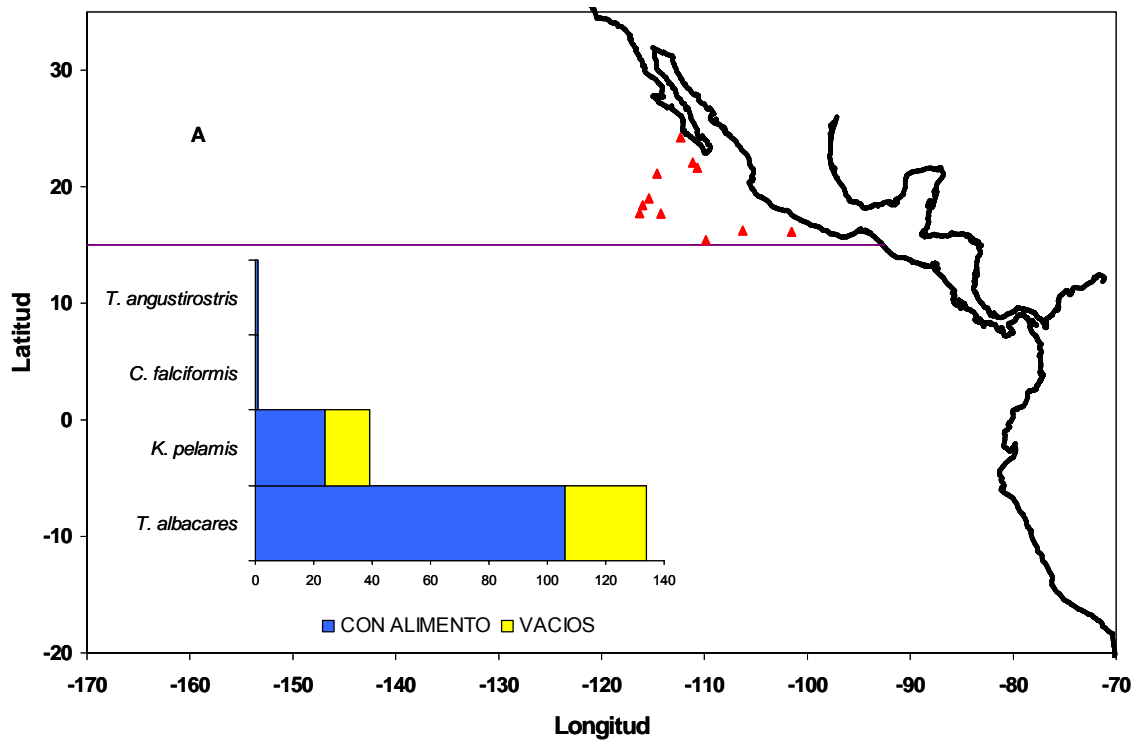 30
A
20
10
0
-10
-20
Latitud
T. angustirostris
C. falciformis
K. pelamis
T. albacares
0 20 40 60 80 100 120 140
CON ALIMENTO VACIOS
-170 -160 -150 -140 -130 -120 -110 -100 -90 -80 -70
Longitud